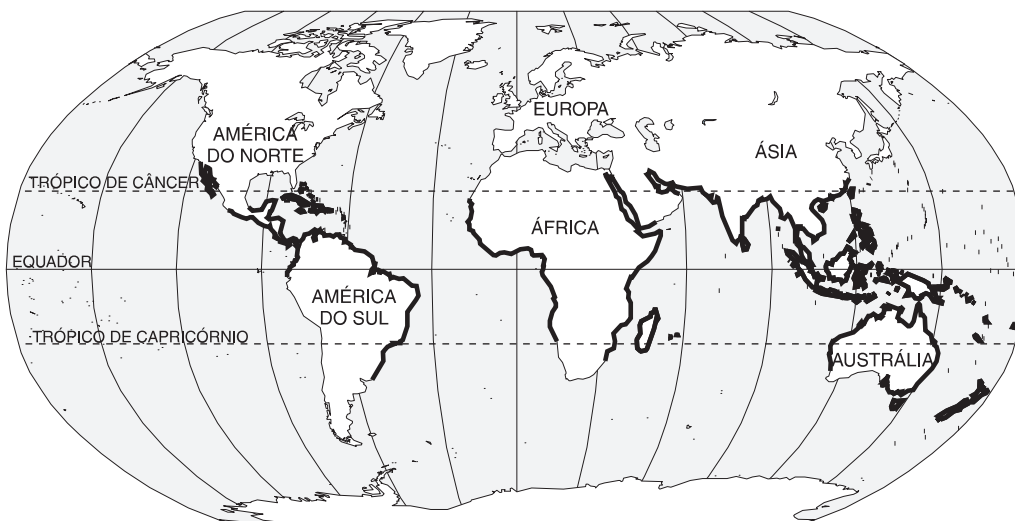 EUROPA
AMÉRICA
DO NORTE
ÁSIA
TRÓPICO DE CÂNCER
ÁFRICA
EQUADOR
AMÉRICA
DO SUL
TRÓPICO DE CAPRICÓRNIO
AUSTRÁLIA